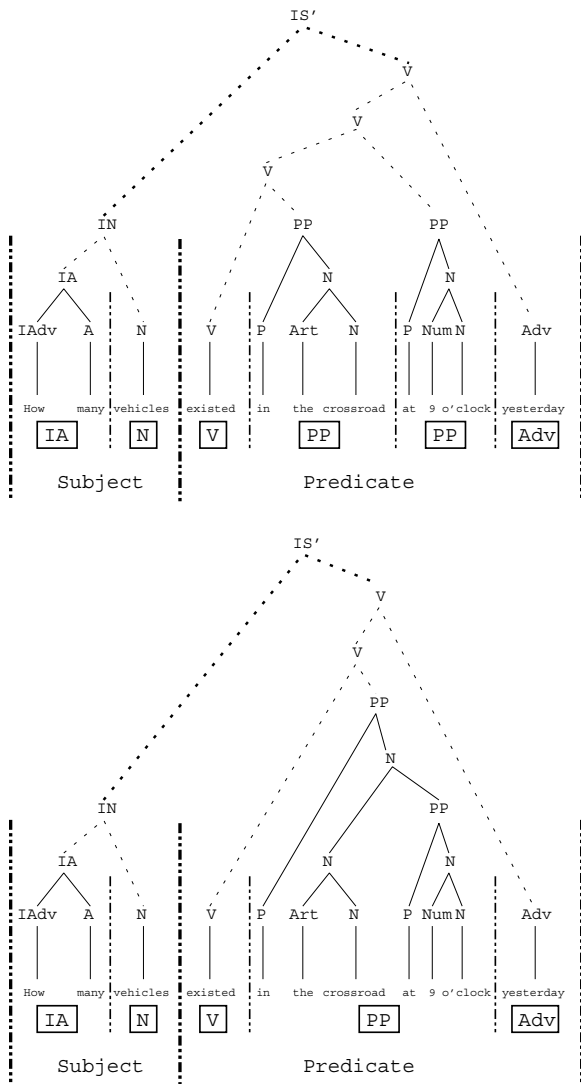 IS'
V
V
V
IN PP PP
IA N N
IAdv A N V P Art N P Num N Adv
How many vehicles existed in the crossroad at 9 o'clock yesterday
IA N V PP PP Adv
Subject Predicate
IS'
V
V
PP
N
IN PP
IA N N
IAdv A N V P Art N P Num N Adv
How many vehicles existed in the crossroad at 9 o'clock yesterday
IA N V PP Adv
Subject Predicate